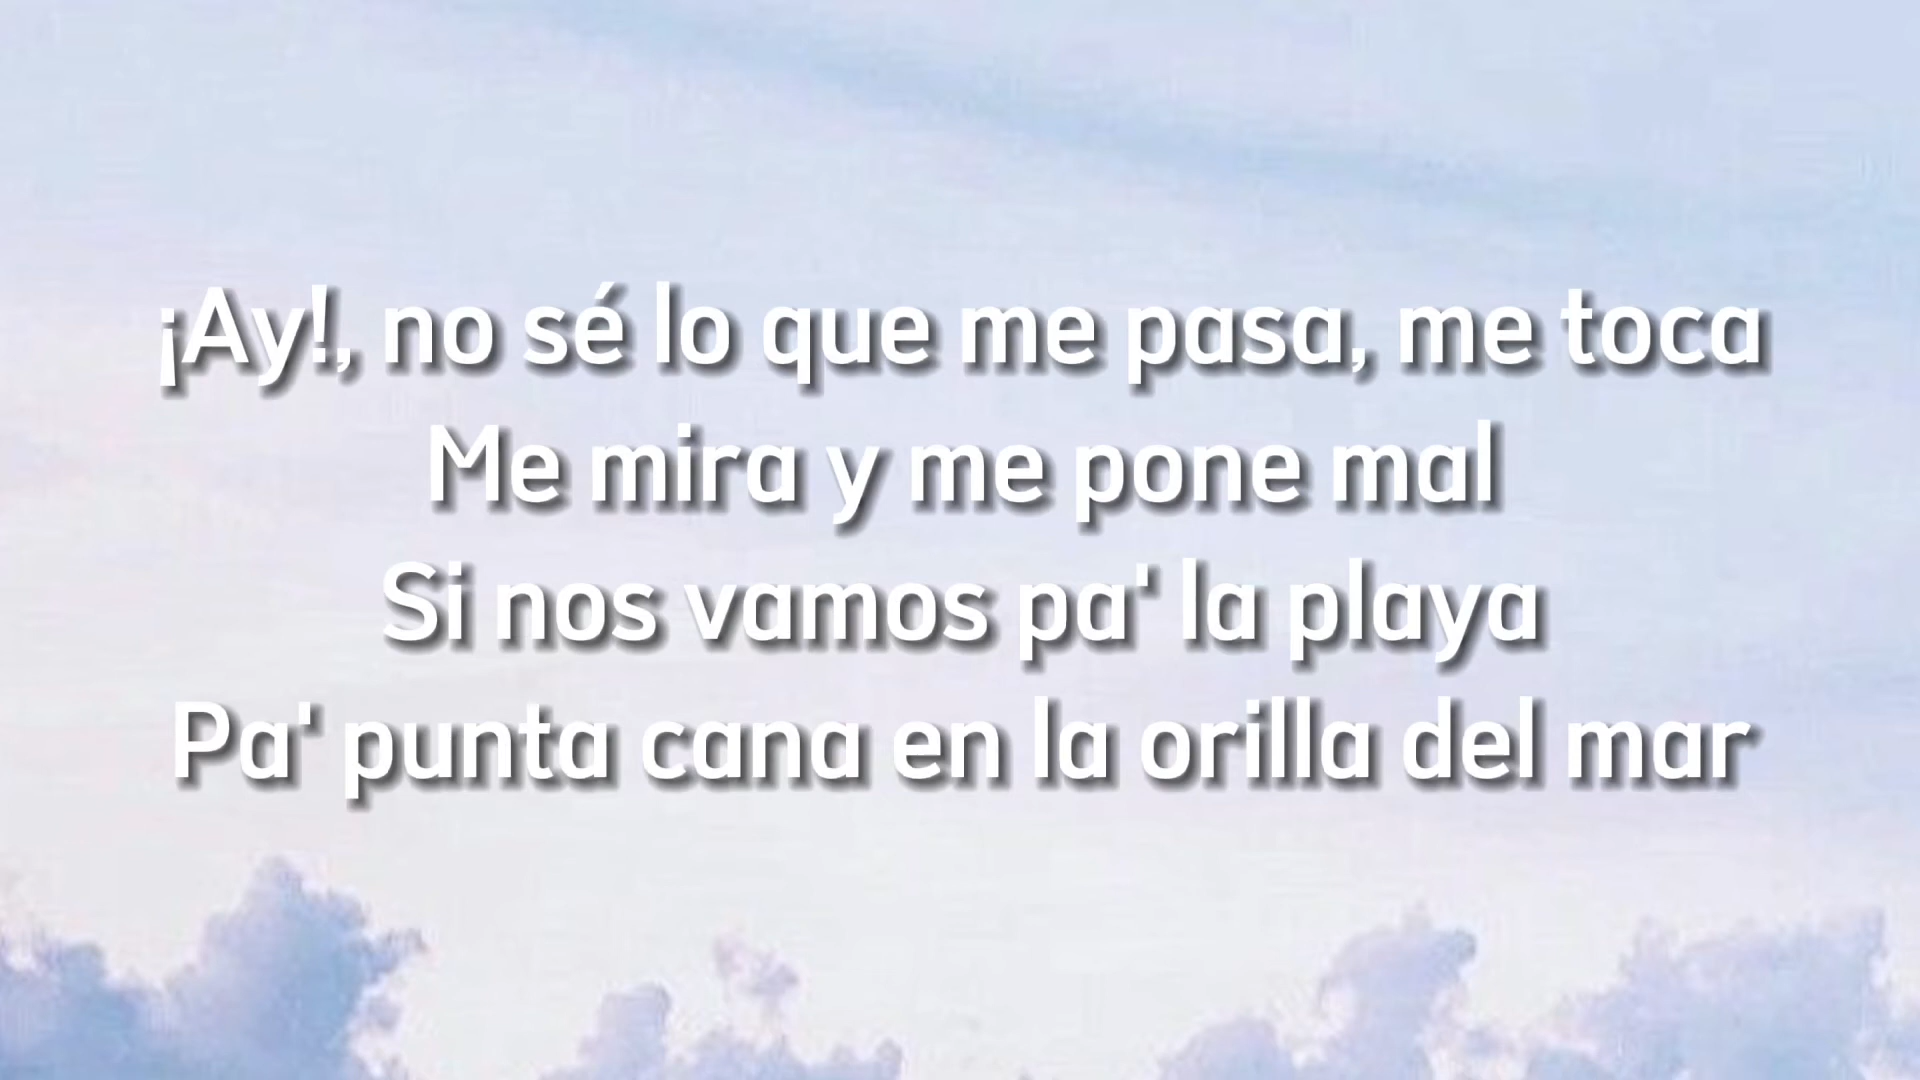 ¡Ay!, no sé lo que me pasa, me toca
Me mira y me pone mal
Si nos vamos pa' la playa
Pa' punta cana en la orilla del mar